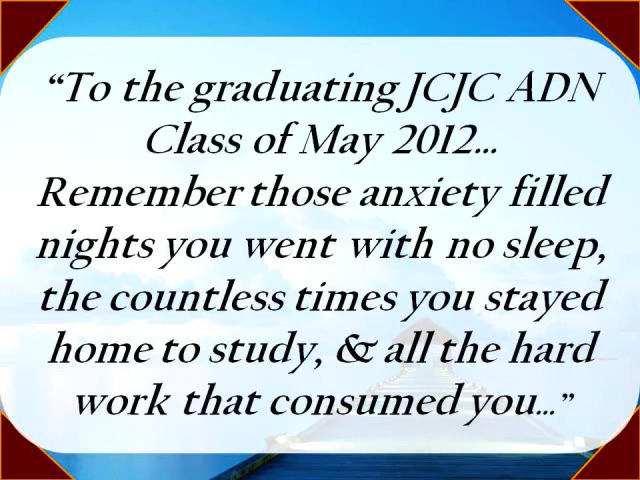 “To the graduating JCJC ADN
Class of May 2012...
Remember those anxiety filled
nights you went with no sleep,
the countless times you stayed
home to study, & all the hard
work that consumed you...”